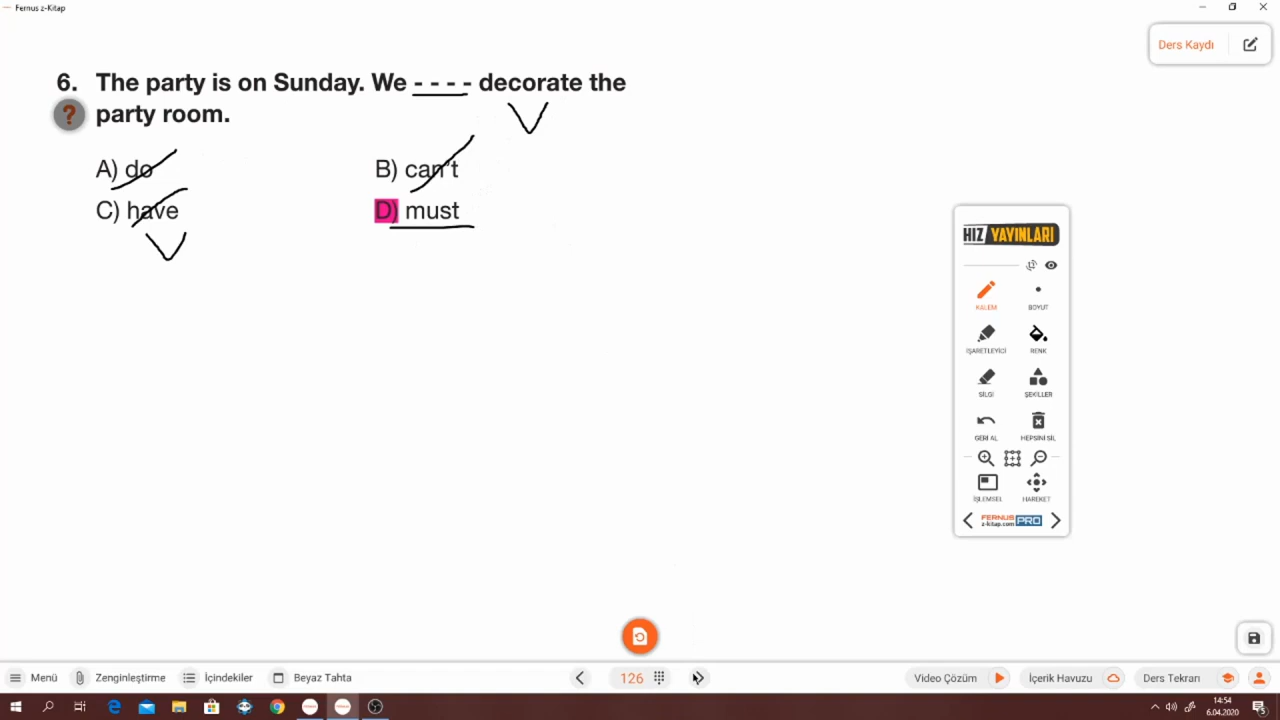 Fernus z-Kitap
Ders Kaydı
6. The party is on Sunday. We - - - - decorate the
? party room.
A) do
B) can't
C) have
D) must
V
V
HIZ YAYINLARI
KALEM
BOYUT
İŞARETLEYİCİ
RENK
SİLGİ
ŞEKİLLER
GERİ AL
HEPSİNİ SİL
İŞLEMSEL
HAREKET
FERNUS
z-kitap.com PRO
Menü
Zenginleştirme
İçindekiler
Beyaz Tahta
126
Video Çözüm
İçerik Havuzu
Ders Tekrarı
14:54
6.04.2020
5